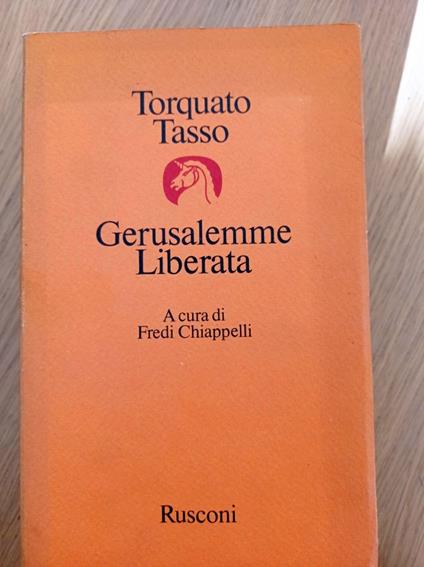 Torquato
Tasso
Gerusalemme
Liberata
A cura di
Fredi Chiappelli
Rusconi